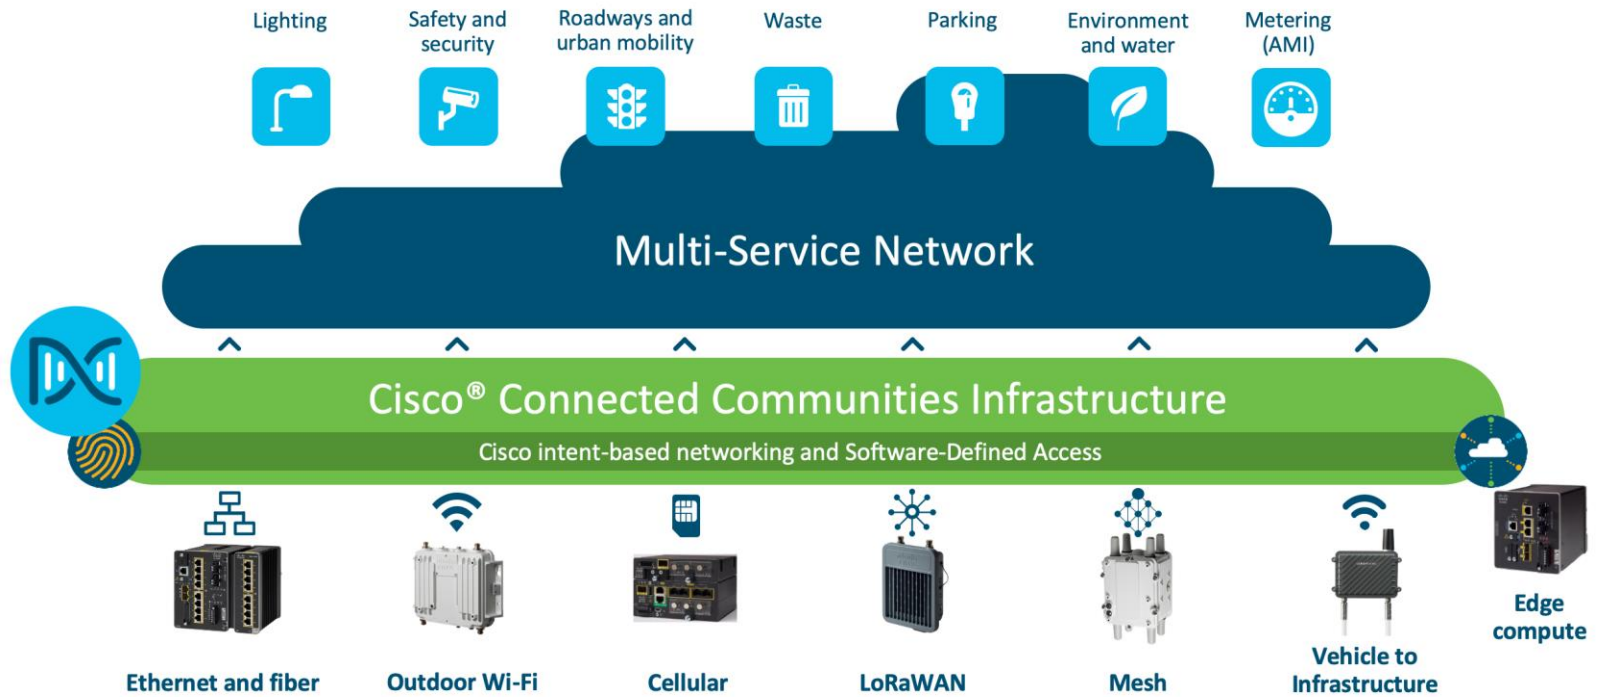 Lighting
Safety and
security
Roadways and
urban mobility
Waste
Parking
Environment
and water
Metering
(AMI)
Multi-Service Network
Cisco® Connected Communities Infrastructure
Cisco intent-based networking and Software-Defined Access
Ethernet and fiber
Outdoor Wi-Fi
Cellular
LoRaWAN
Mesh
Vehicle to
Infrastructure
Edge
compute